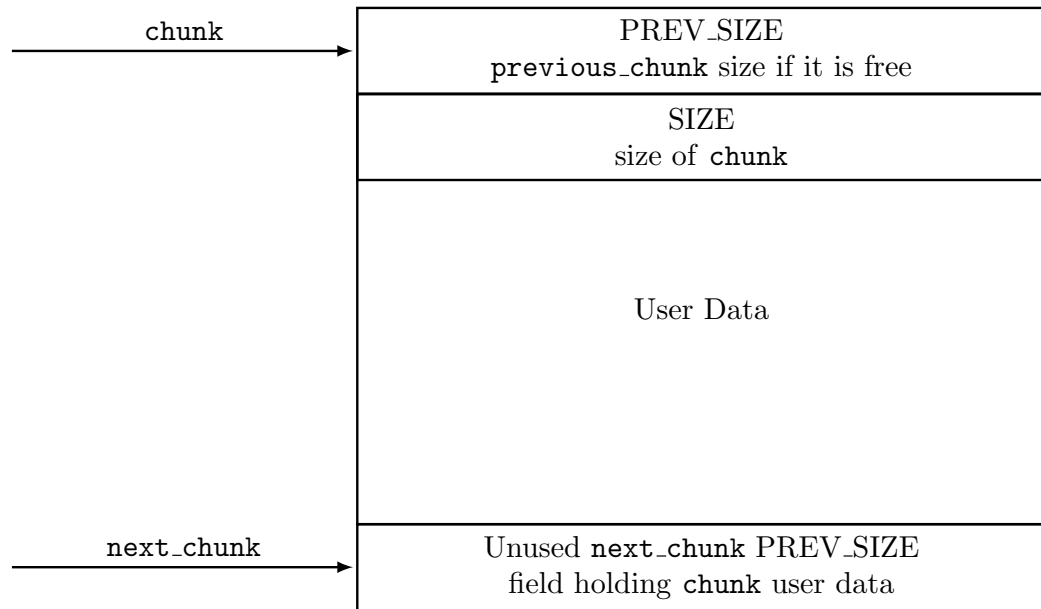 chunk
PREV_SIZE
previous_chunk size if it is free
SIZE
size of chunk
User Data
next_chunk
Unused next_chunk PREV_SIZE
field holding chunk user data